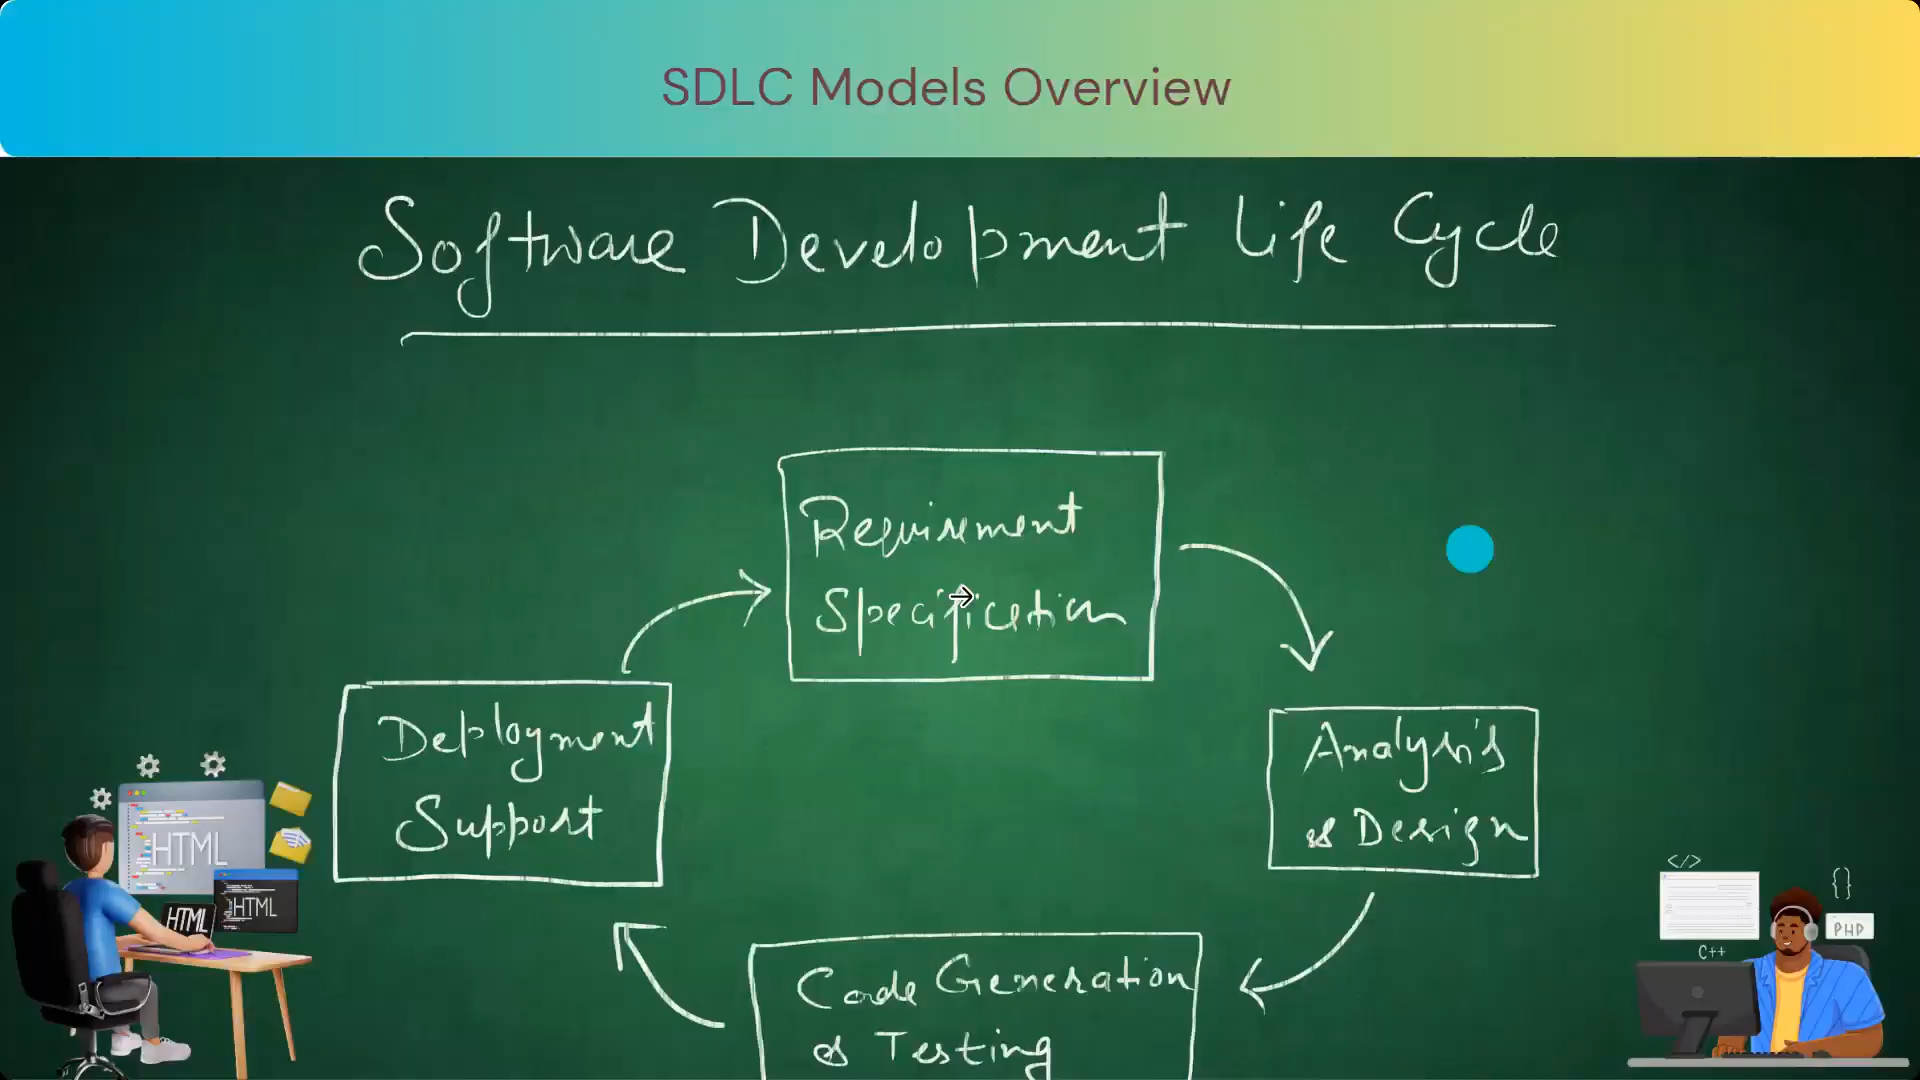 SDLC Models Overview
Software Development Life Cycle
Requirement
Specification
Deployment
Support
Analysis
& Design
Code Generation
& Testing
HTML
HTML
HTML
</>
{}
PHP
C++